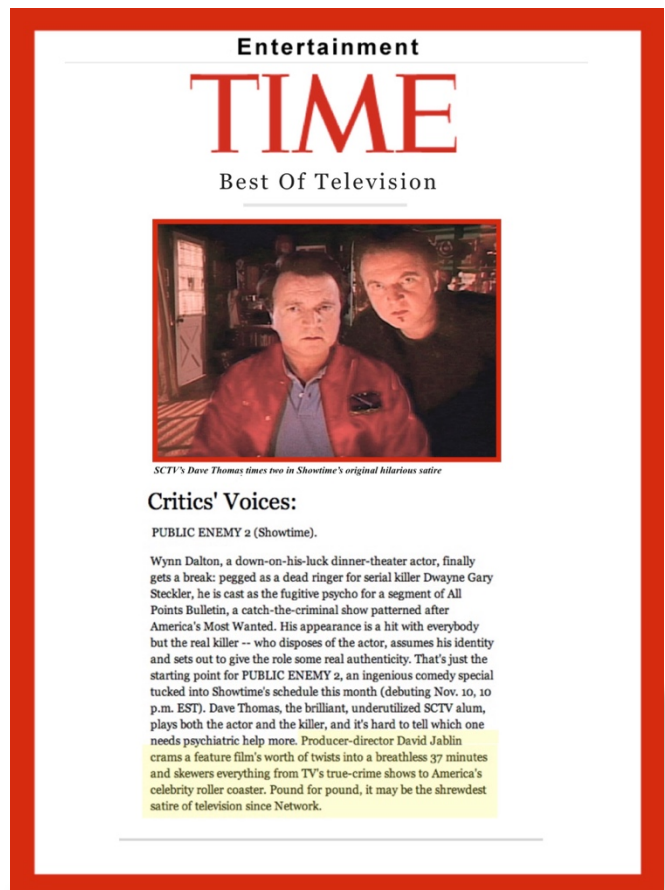 Entertainment
TIME
Best Of Television
SCTV's Dave Thomas times two in Showtime's original hilarious satire
Critics' Voices:
PUBLIC ENEMY 2 (Showtime).
Wynn Dalton, a down-on-his-luck dinner-theater actor, finally
gets a break: pegged as a dead ringer for serial killer Dwayne Gary
Steckler, he is cast as the fugitive psycho for a segment of All
Points Bulletin, a catch-the-criminal show patterned after
America's Most Wanted. His appearance is a hit with everybody
but the real killer -- who disposes of the actor, assumes his identity
and sets out to give the role some real authenticity. That's just the
starting point for PUBLIC ENEMY 2, an ingenious comedy special
tucked into Showtime's schedule this month (debuting Nov. 10, 10
p.m. EST). Dave Thomas, the brilliant, underutilized SCTV alum,
plays both the actor and the killer, and it's hard to tell which one
needs psychiatric help more. Producer-director David Jablin
crams a feature film's worth of twists into a breathless 37 minutes
and skewers everything from TV's true-crime shows to America's
celebrity roller coaster. Pound for pound, it may be the shrewdest
satire of television since Network.